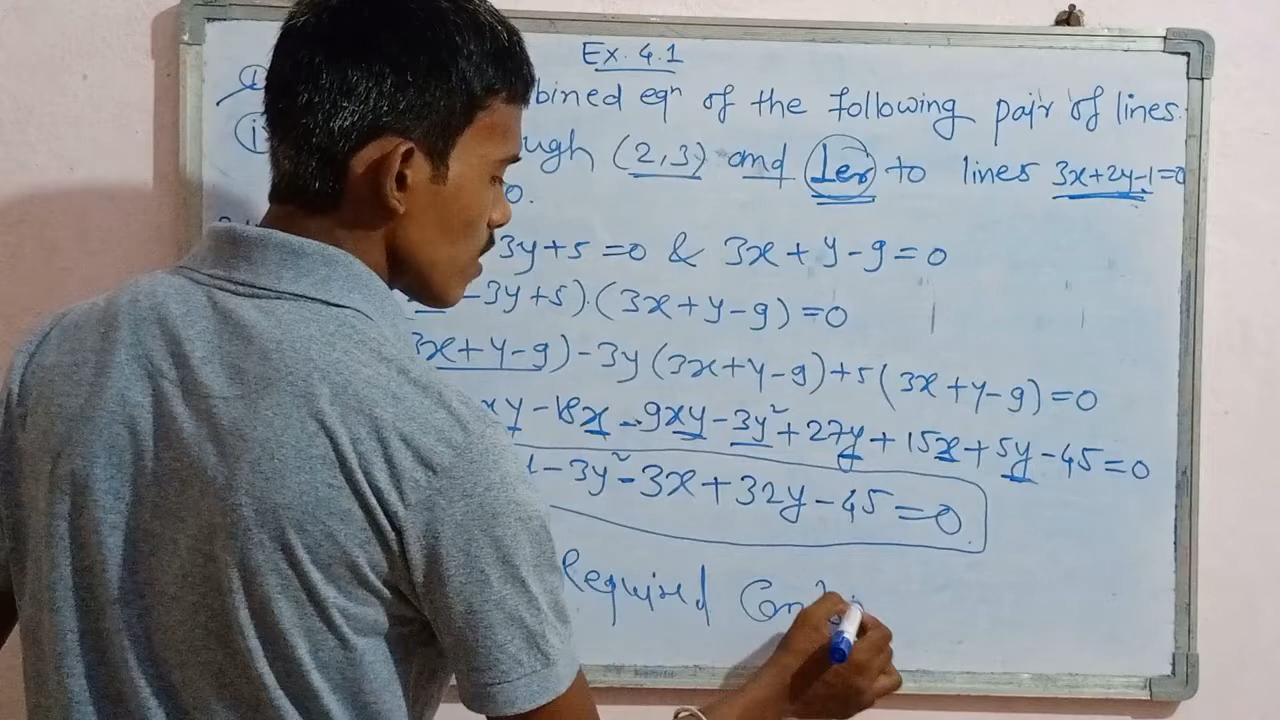 Ex. 4.1
① bined eqⁿ of the following pair of lines.
ⓘ ugh (2,3) and ⊥er to lines 3x+2y-1=0
0.
3y+5=0 & 3x+y-9=0
-3y+5).(3x+y-9)=0
3x+y-9)-3y(3x+y-9)+5(3x+y-9)=0
xy-18x-9xy-3y²+27y+15x+5y-45=0
-3y²-3x+32y-45=0
Required Com